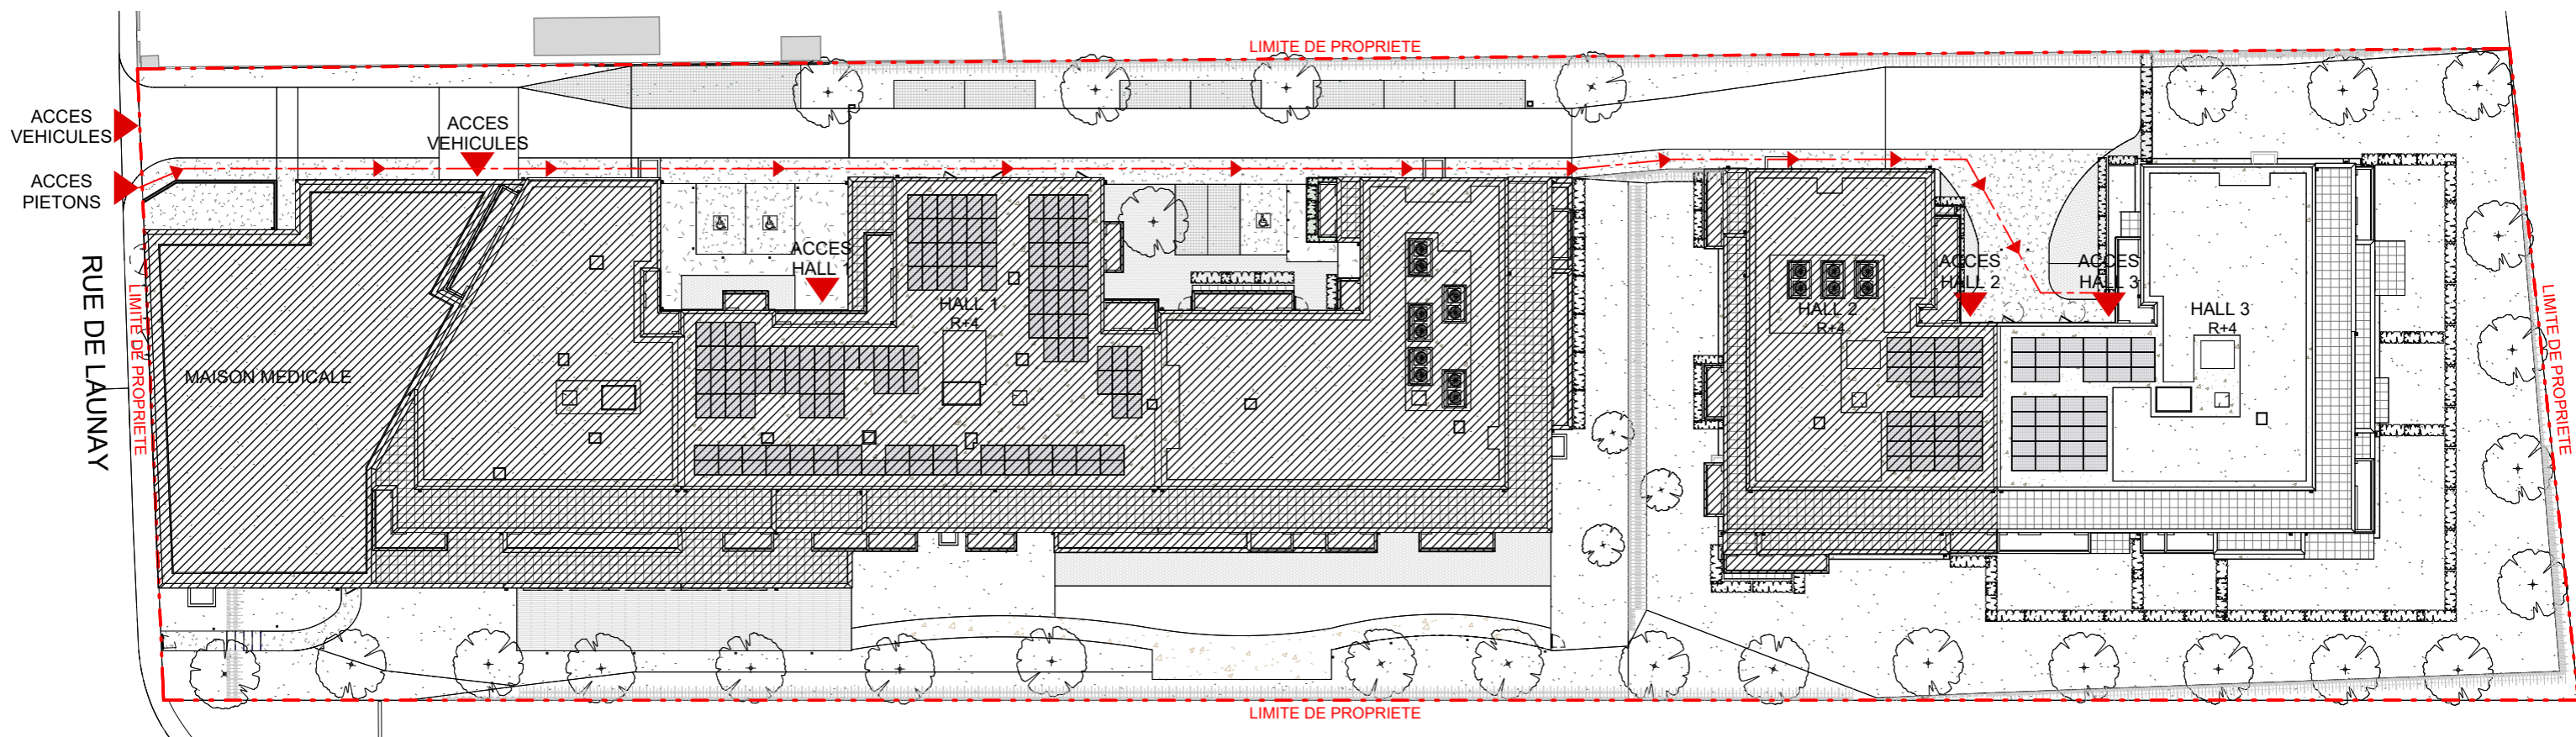 LIMITE DE PROPRIETE
ACCES
VEHICULES
ACCES
VEHICULES
ACCES
PIETONS
RUE DE LAUNAY
LIMITE DE PROPRIETE
MAISON MEDICALE
ACCES
HALL 1
HALL 1
R+4
HALL 2
R+4
ACCES
HALL 2
ACCES
HALL 3
HALL 3
R+4
LIMITE DE PROPRIETE
LIMITE DE PROPRIETE